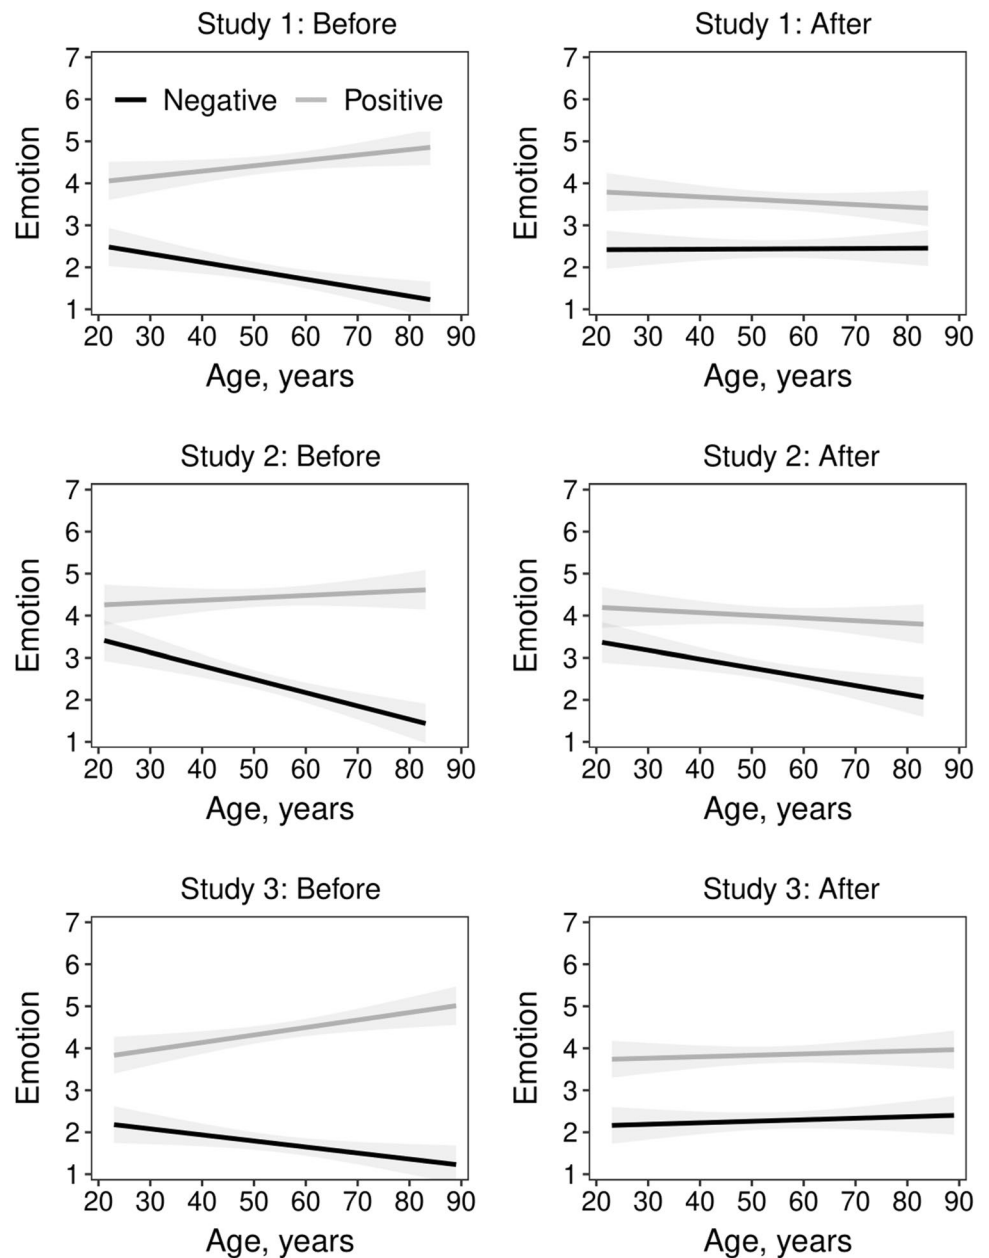 Study 1: Before
7
6
5
4
3
2
1
Emotion
Negative Positive
20 30 40 50 60 70 80 90
Age, years
Study 1: After
7
6
5
4
3
2
1
Emotion
20 30 40 50 60 70 80 90
Age, years
Study 2: Before
7
6
5
4
3
2
1
Emotion
20 30 40 50 60 70 80 90
Age, years
Study 2: After
7
6
5
4
3
2
1
Emotion
20 30 40 50 60 70 80 90
Age, years
Study 3: Before
7
6
5
4
3
2
1
Emotion
20 30 40 50 60 70 80 90
Age, years
Study 3: After
7
6
5
4
3
2
1
Emotion
20 30 40 50 60 70 80 90
Age, years